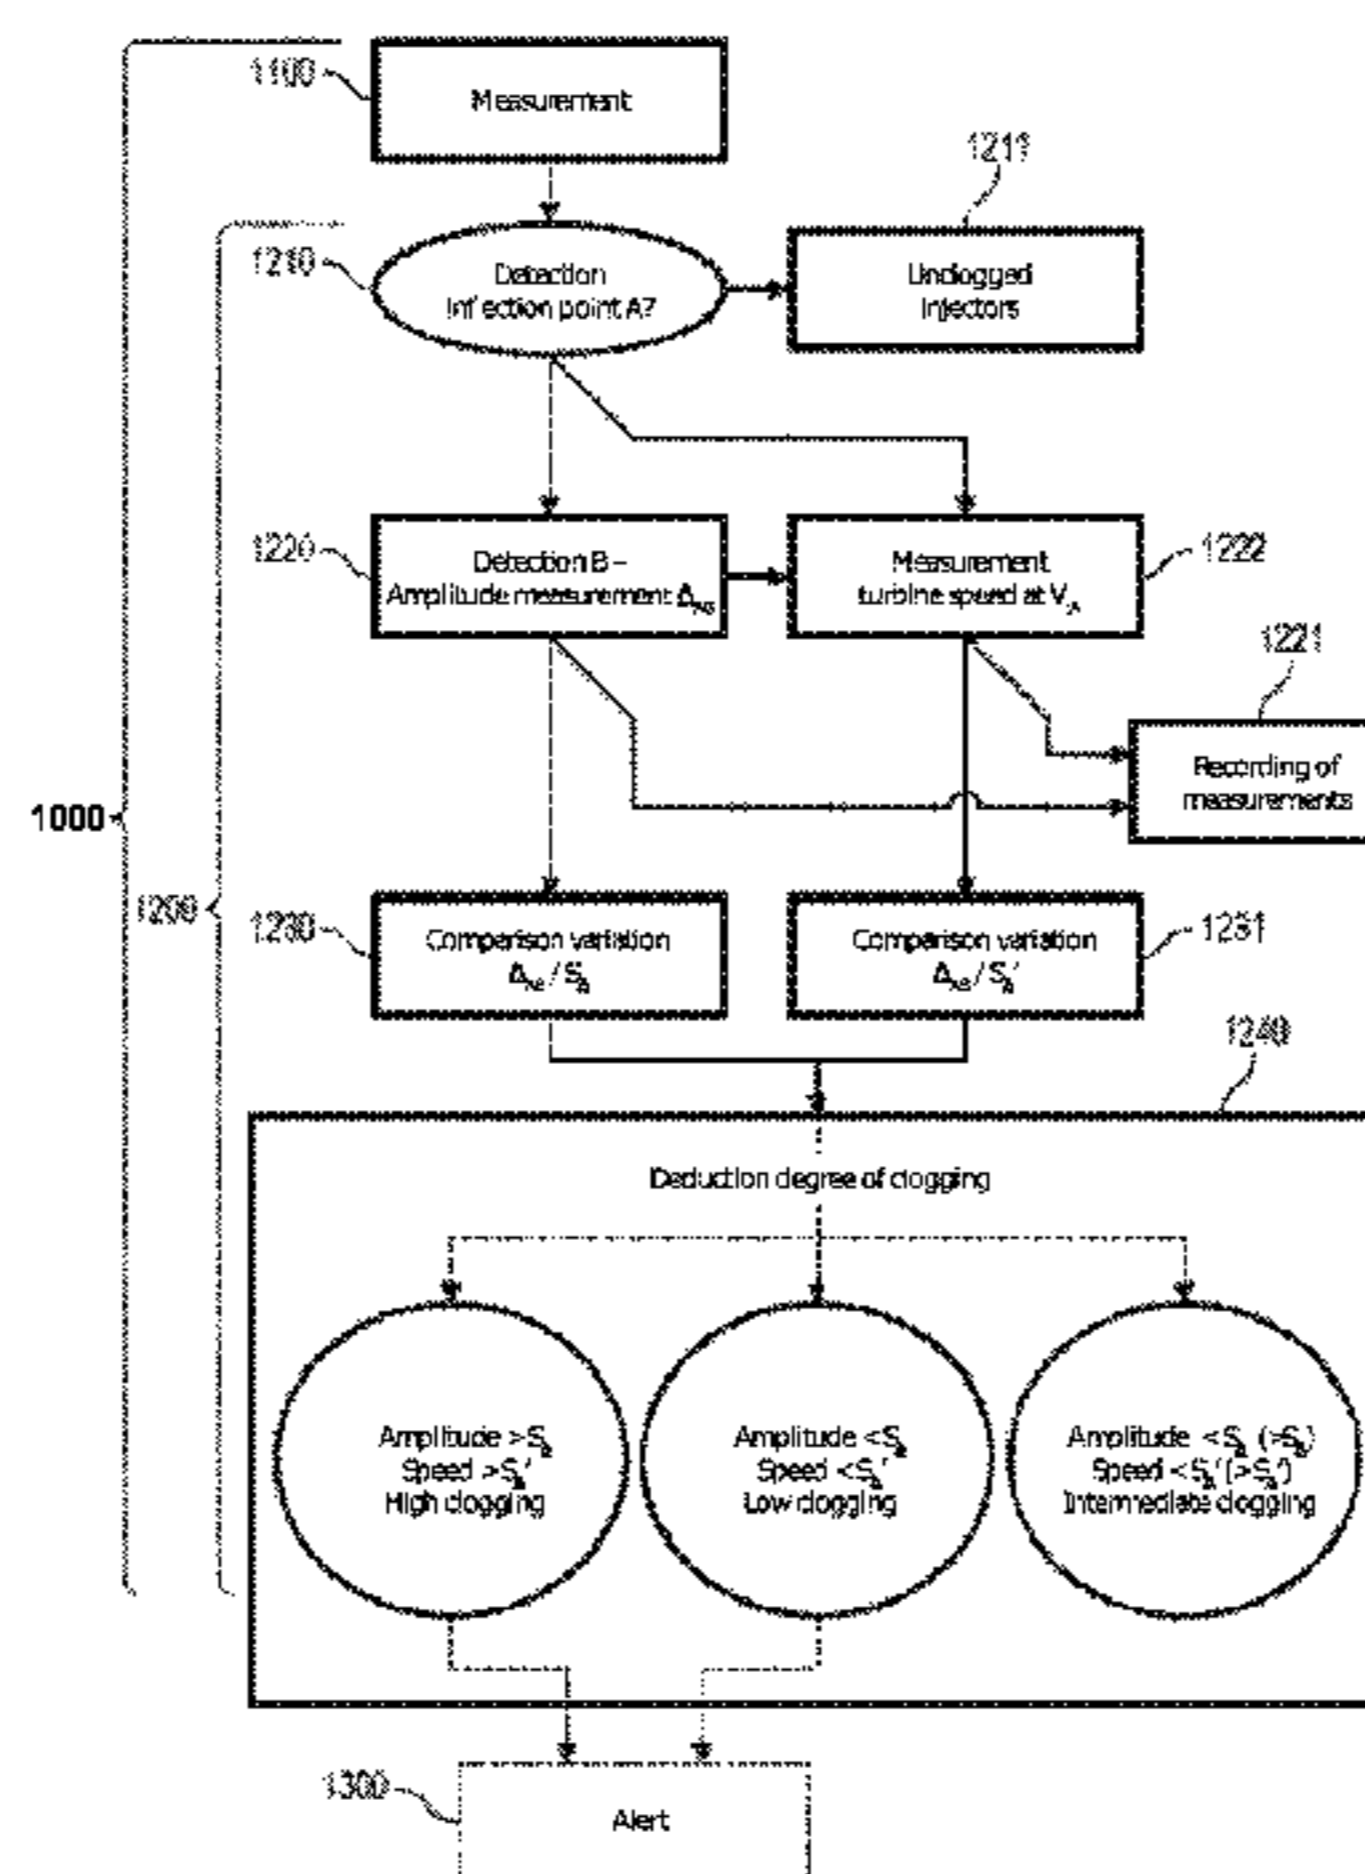 1100
Measurement
1211
1210
Detection
Inflection point A?
Unclogged
Injectors
1220
Detection B –
Amplitude measurement Δ
Measurement
turbine speed at V
1222
1221
Recording of
measurements
1000
1200
1230
Comparison variation
Δ / S
Comparison variation
Δ / S'
1231
1240
Deduction degree of clogging
Amplitude > S
Speed > S'
High clogging
Amplitude < S
Speed < S'
Low clogging
Amplitude < S (> S)
Speed < S' (> S')
Intermediate clogging
1300
Alert